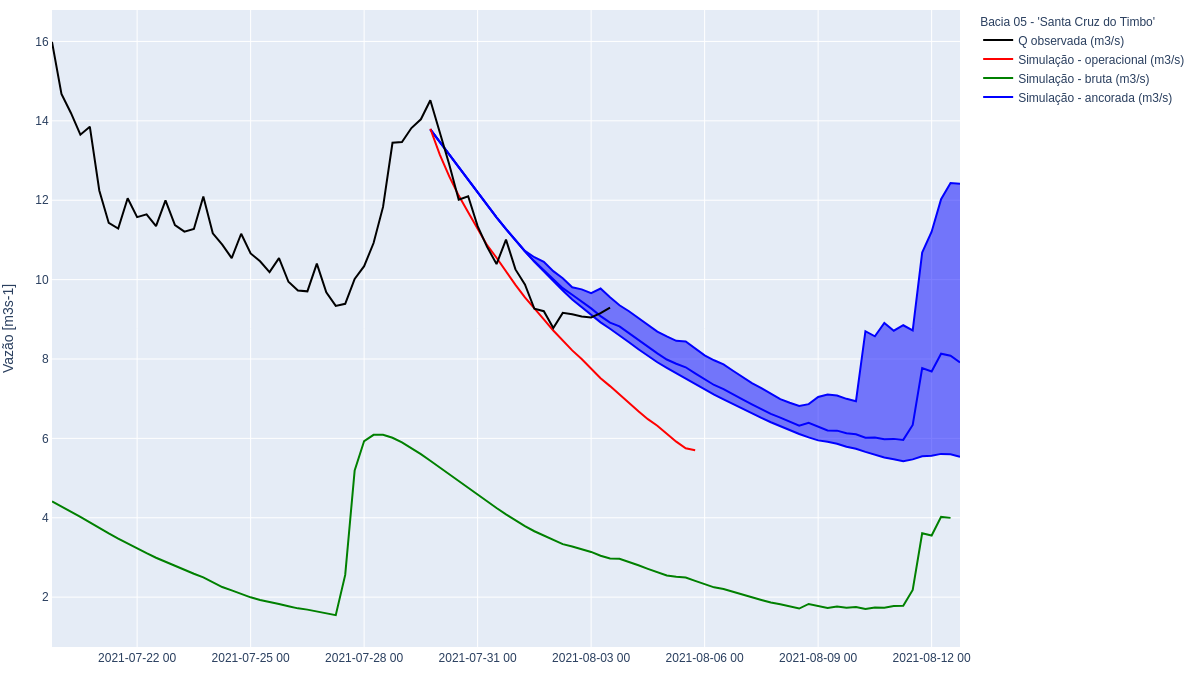 Bacia 05 - 'Santa Cruz do Timbo'
Q observada (m3/s)
Simulação - operacional (m3/s)
Simulação - bruta (m3/s)
Simulação - ancorada (m3/s)
Vazão [m3s-1]
16
14
12
10
8
6
4
2
2021-07-22 00
2021-07-25 00
2021-07-28 00
2021-07-31 00
2021-08-03 00
2021-08-06 00
2021-08-09 00
2021-08-12 00